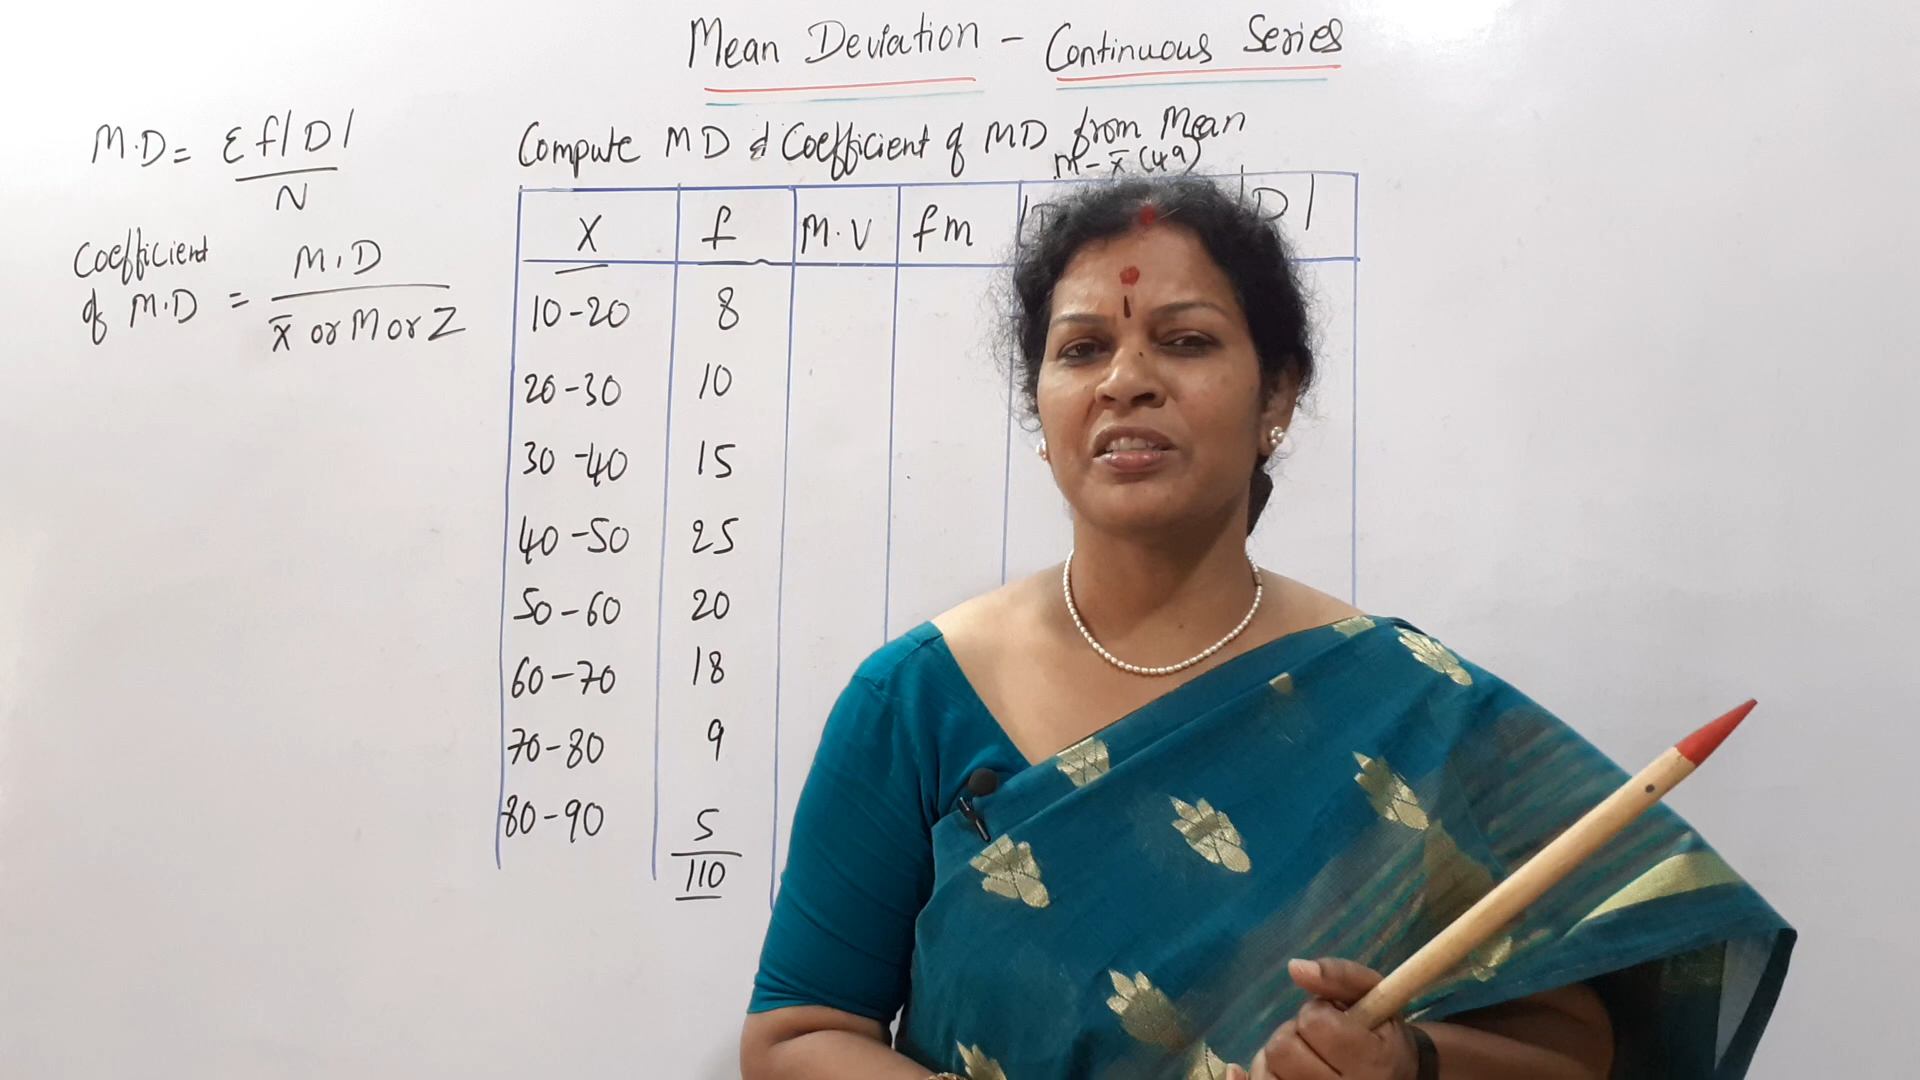 Mean Deviation - Continuous Series
M.D = Σf|D|
N
Coefficient of M.D = M.D
x̄ or M or Z
Compute MD & Coefficient of MD from Mean
m - x̄ (49)
X f M.V fm |D |D|
10-20 8
20-30 10
30-40 15
40-50 25
50-60 20
60-70 18
70-80 9
80-90 5
110